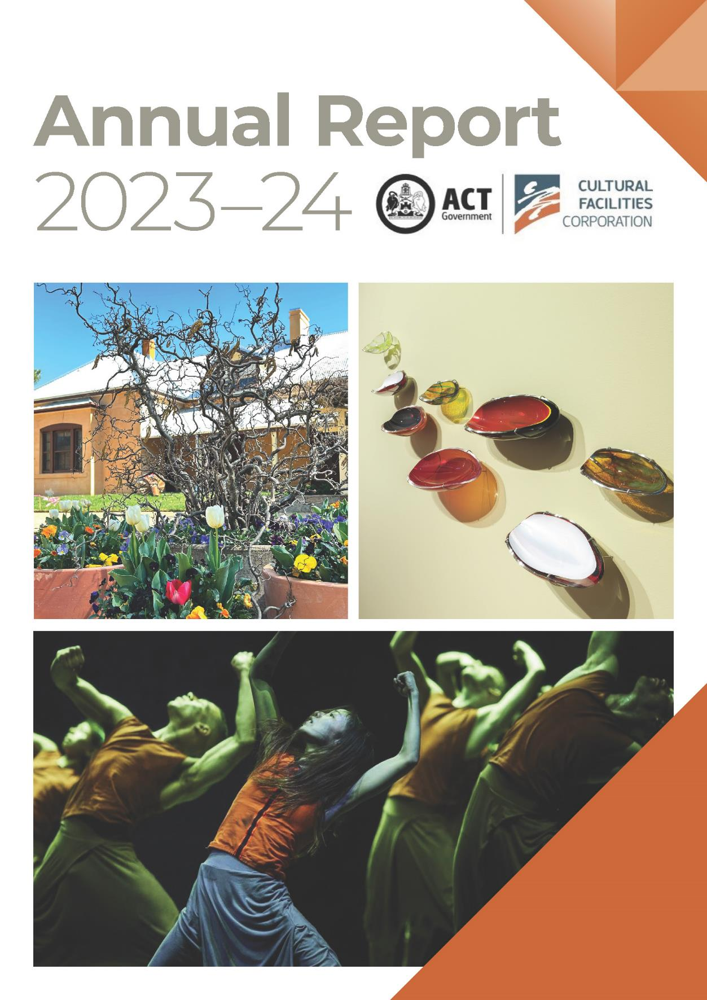 Annual Report
2023–24
ACT
Government
CULTURAL
FACILITIES
CORPORATION